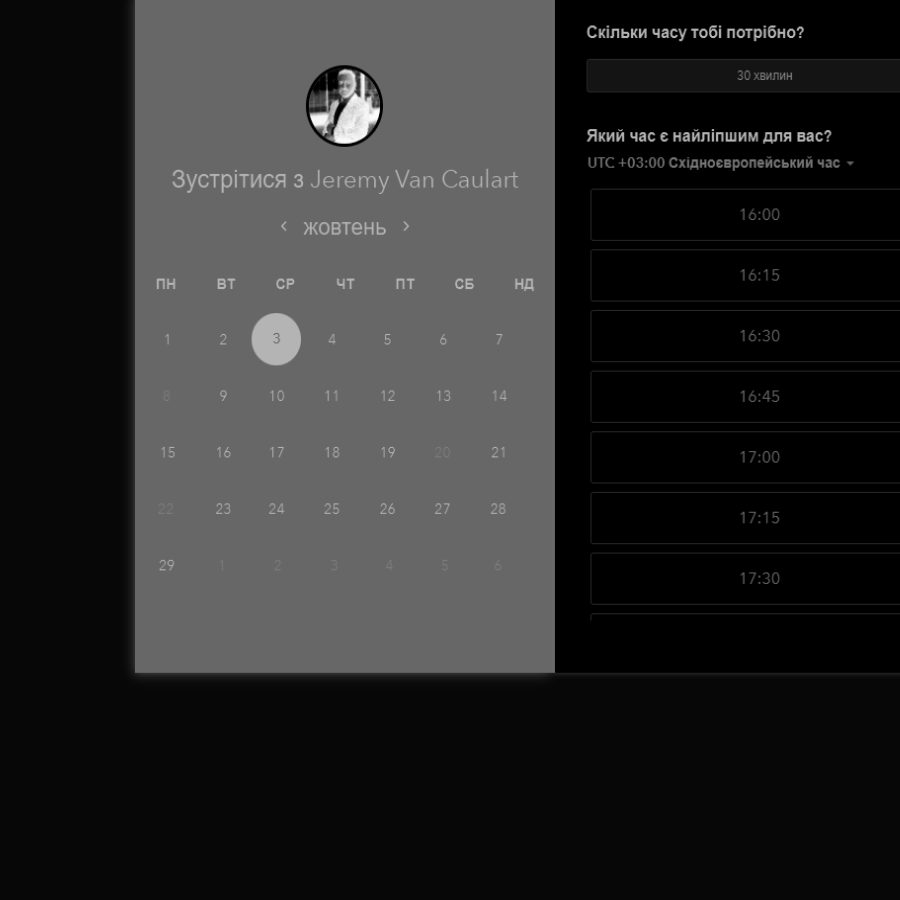 Зустрітися з Jeremy Van Caulart
жовтень
ПН ВТ СР ЧТ ПТ СБ НД
1 2 3 4 5 6 7
8 9 10 11 12 13 14
15 16 17 18 19 20 21
22 23 24 25 26 27 28
29 1 2 3 4 5 6
Скільки часу тобі потрібно?
30 хвилин
Який час є найліпшим для вас?
UTC +03:00 Східноєвропейський час
16:00
16:15
16:30
16:45
17:00
17:15
17:30